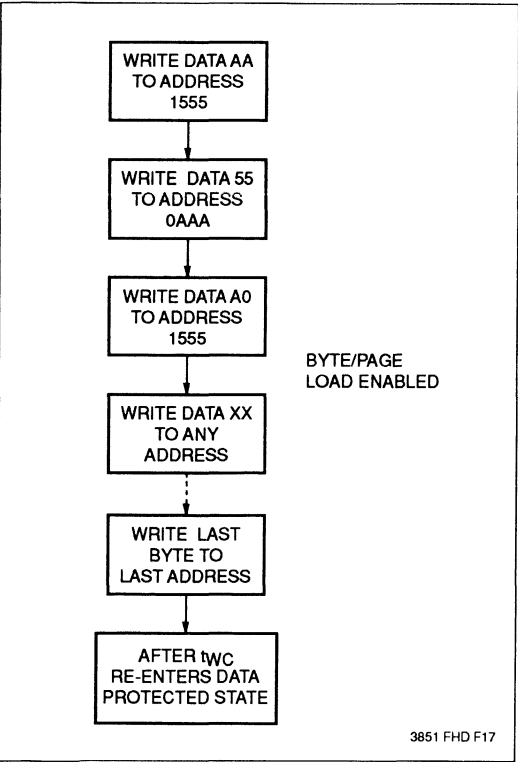 WRITE DATA AA
TO ADDRESS
1555
WRITE DATA 55
TO ADDRESS
0AAA
WRITE DATA A0
TO ADDRESS
1555
BYTE/PAGE
LOAD ENABLED
WRITE DATA XX
TO ANY
ADDRESS
WRITE LAST
BYTE TO
LAST ADDRESS
AFTER tWC
RE-ENTERS DATA
PROTECTED STATE
3851 FHD F17